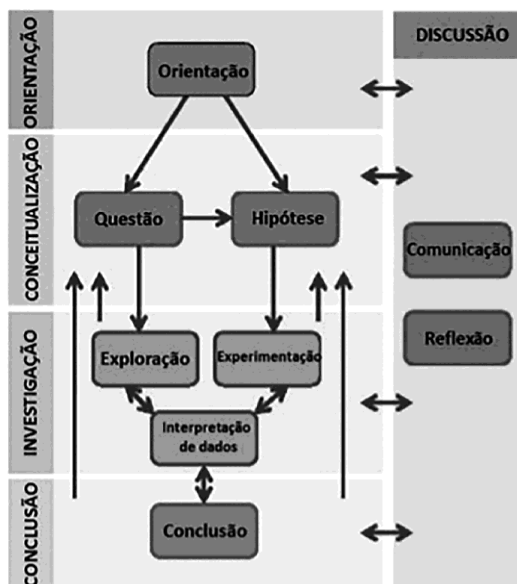 ORIENTAÇÃO
Orientação
CONCEITUALIZAÇÃO
Questão
Hipótese
INVESTIGAÇÃO
Exploração
Experimentação
Interpretação
de dados
CONCLUSÃO
Conclusão
DISCUSSÃO
Comunicação
Reflexão